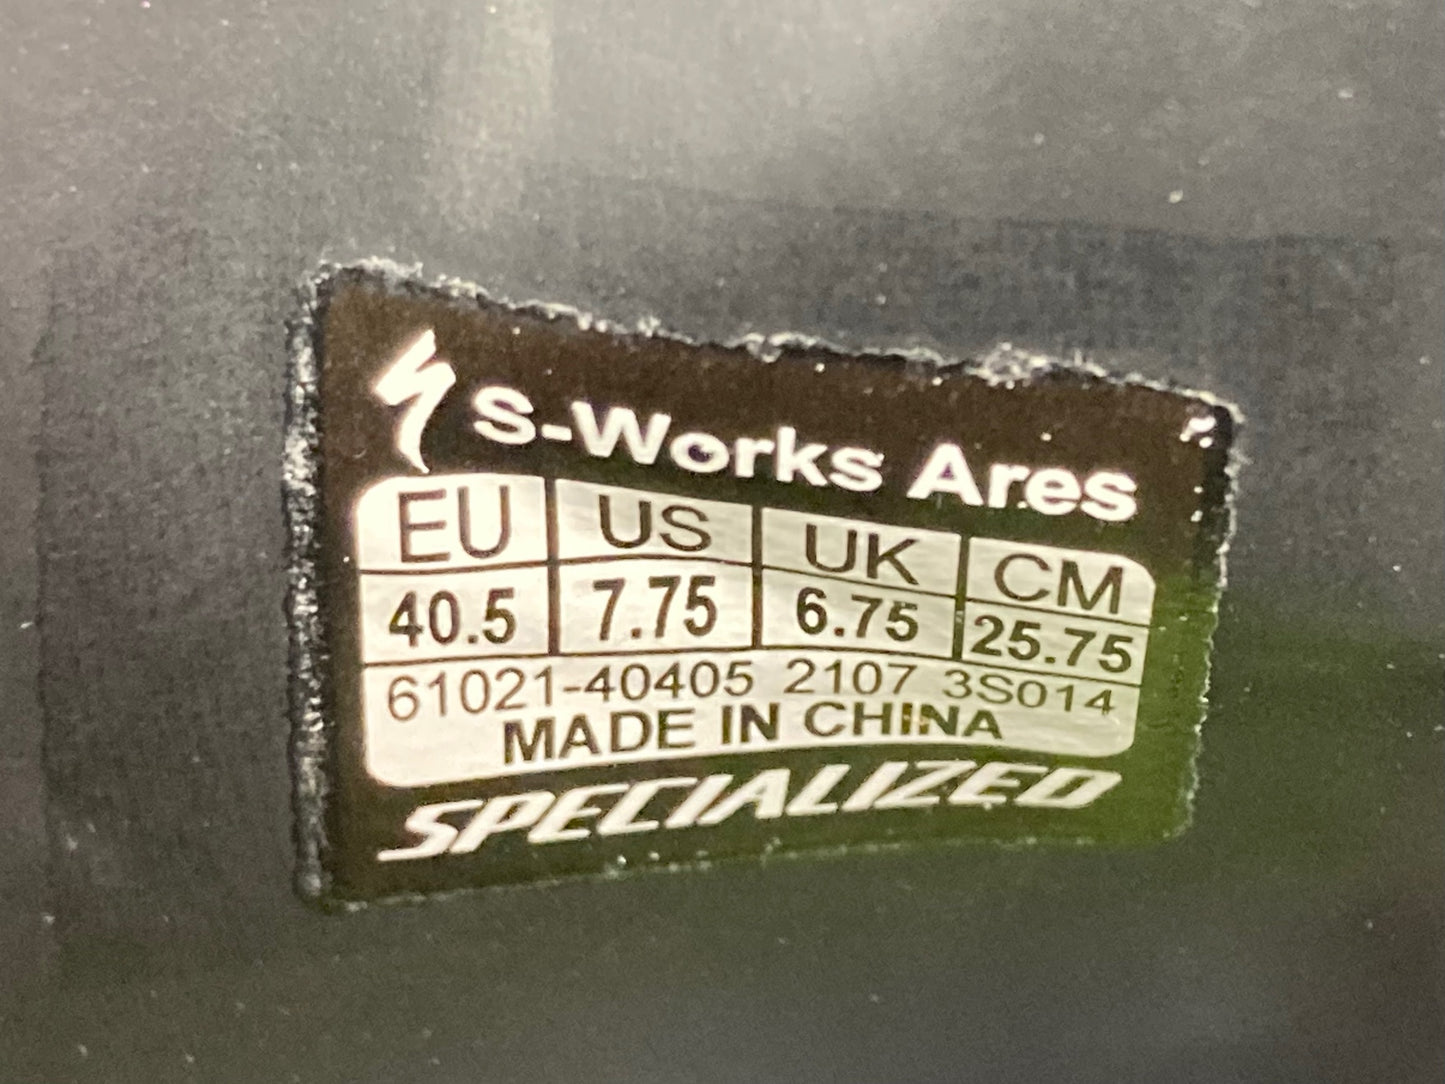 S-Works Ares
EU US UK CM
40.5 7.75 6.75 25.75
61021-40405 2107 3S014
MADE IN CHINA
SPECIALIZED